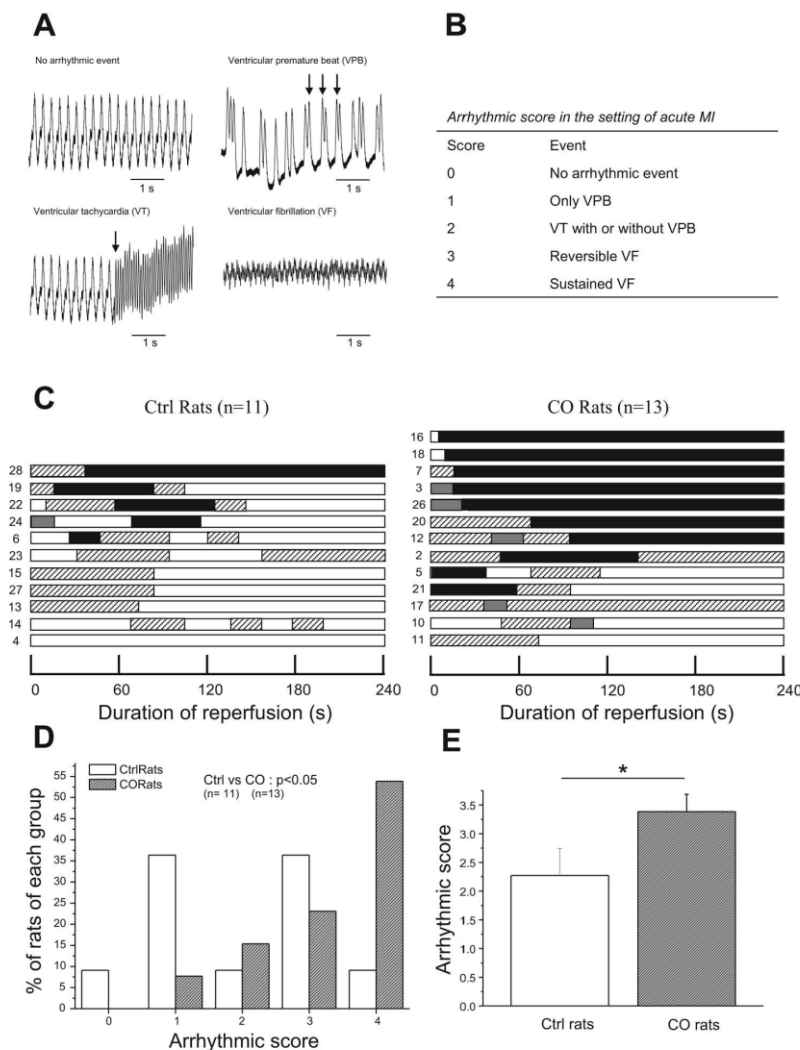 A
B
No arrhythmic event
Ventricular premature beat (VPB)
1 s
1 s
Ventricular tachycardia (VT)
Ventricular fibrillation (VF)
1 s
1 s
Arrhythmic score in the setting of acute MI
Score Event
0 No arrhythmic event
1 Only VPB
2 VT with or without VPB
3 Reversible VF
4 Sustained VF
C
Ctrl Rats (n=11)
28
19
22
24
6
23
15
27
13
14
4
0 60 120 180 240
Duration of reperfusion (s)
CO Rats (n=13)
16
18
7
3
26
20
12
2
5
21
17
10
11
0 60 120 180 240
Duration of reperfusion (s)
D
CtrlRats
CORats
Ctrl vs CO : p<0.05
(n= 11) (n=13)
% of rats of each group
55
50
45
35
30
25
20
15
10
5
0
0 1 2 3 4
Arrhythmic score
E
*
Arrhythmic score
3.5
3.0
2.5
2.0
1.5
1.0
0.5
0.0
Ctrl rats CO rats